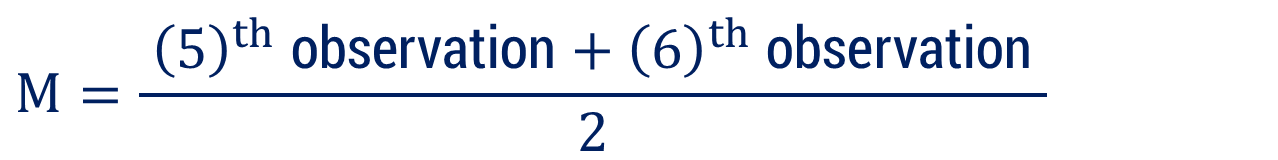 (5)th observation + (6)th observation
M =
2